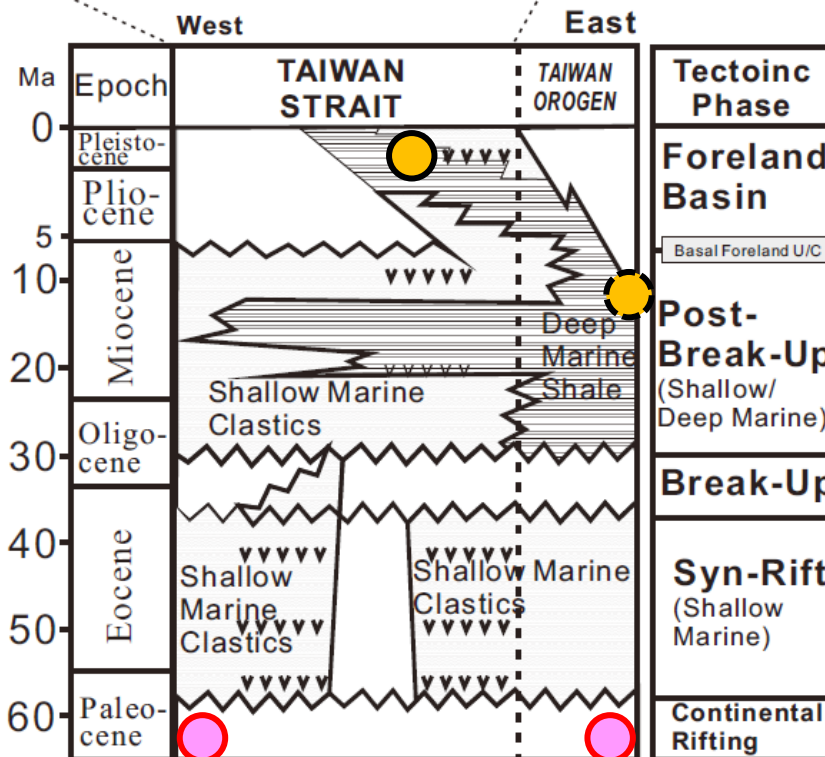 West
East
Ma
Epoch
TAIWAN
STRAIT
TAIWAN
OROGEN
Tectoinc
Phase
0
Pleisto-
cene
Foreland
Basin
Plio-
cene
5
Basal Foreland U/C
10
Miocene
Post-
Break-Up
(Shallow/
Deep Marine)
Deep
Marine
Shale
20
Shallow Marine
Clastics
Oligo-
cene
30
Break-Up
40
Eocene
Shallow
Marine
Clastics
Shallow Marine
Clastics
Syn-Rift
(Shallow
Marine)
50
60
Paleo-
cene
Continental
Rifting